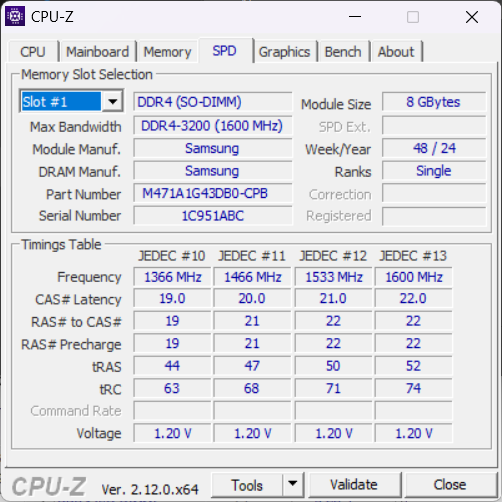 CPU-Z
CPU Mainboard Memory SPD Graphics Bench About
Memory Slot Selection
Slot #1 DDR4 (SO-DIMM) Module Size 8 GBytes
Max Bandwidth DDR4-3200 (1600 MHz) SPD Ext.
Module Manuf. Samsung Week/Year 48 / 24
DRAM Manuf. Samsung Ranks Single
Part Number M471A1G43DB0-CPB Correction
Serial Number 1C951ABC Registered
Timings Table
JEDEC #10 JEDEC #11 JEDEC #12 JEDEC #13
Frequency 1366 MHz 1466 MHz 1533 MHz 1600 MHz
CAS# Latency 19.0 20.0 21.0 22.0
RAS# to CAS# 19 21 22 22
RAS# Precharge 19 21 22 22
tRAS 44 47 50 52
tRC 63 68 71 74
Command Rate
Voltage 1.20 V 1.20 V 1.20 V 1.20 V
CPU-Z Ver. 2.12.0.x64 Tools Validate Close